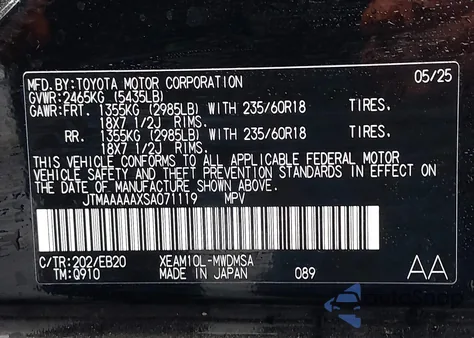 MFD. BY: TOYOTA MOTOR CORPORATION 05/25
GVWR: 2465KG (5435LB)
GAWR: FRT. 1355KG (2985LB) WITH 235/60R18 TIRES.
18X7 1/2J RIMS.
RR. 1355KG (2985LB) WITH 235/60R18 TIRES.
18X7 1/2J RIMS.
THIS VEHICLE CONFORMS TO ALL APPLICABLE FEDERAL MOTOR
VEHICLE SAFETY AND THEFT PREVENTION STANDARDS IN EFFECT ON
THE DATE OF MANUFACTURE SHOWN ABOVE.
JTMAAAAAXSA071119 MPV
C/TR: 202/EB20 XEAM10L-MWDMSA
TM: Q910 MADE IN JAPAN 089 AA
AutoSnap